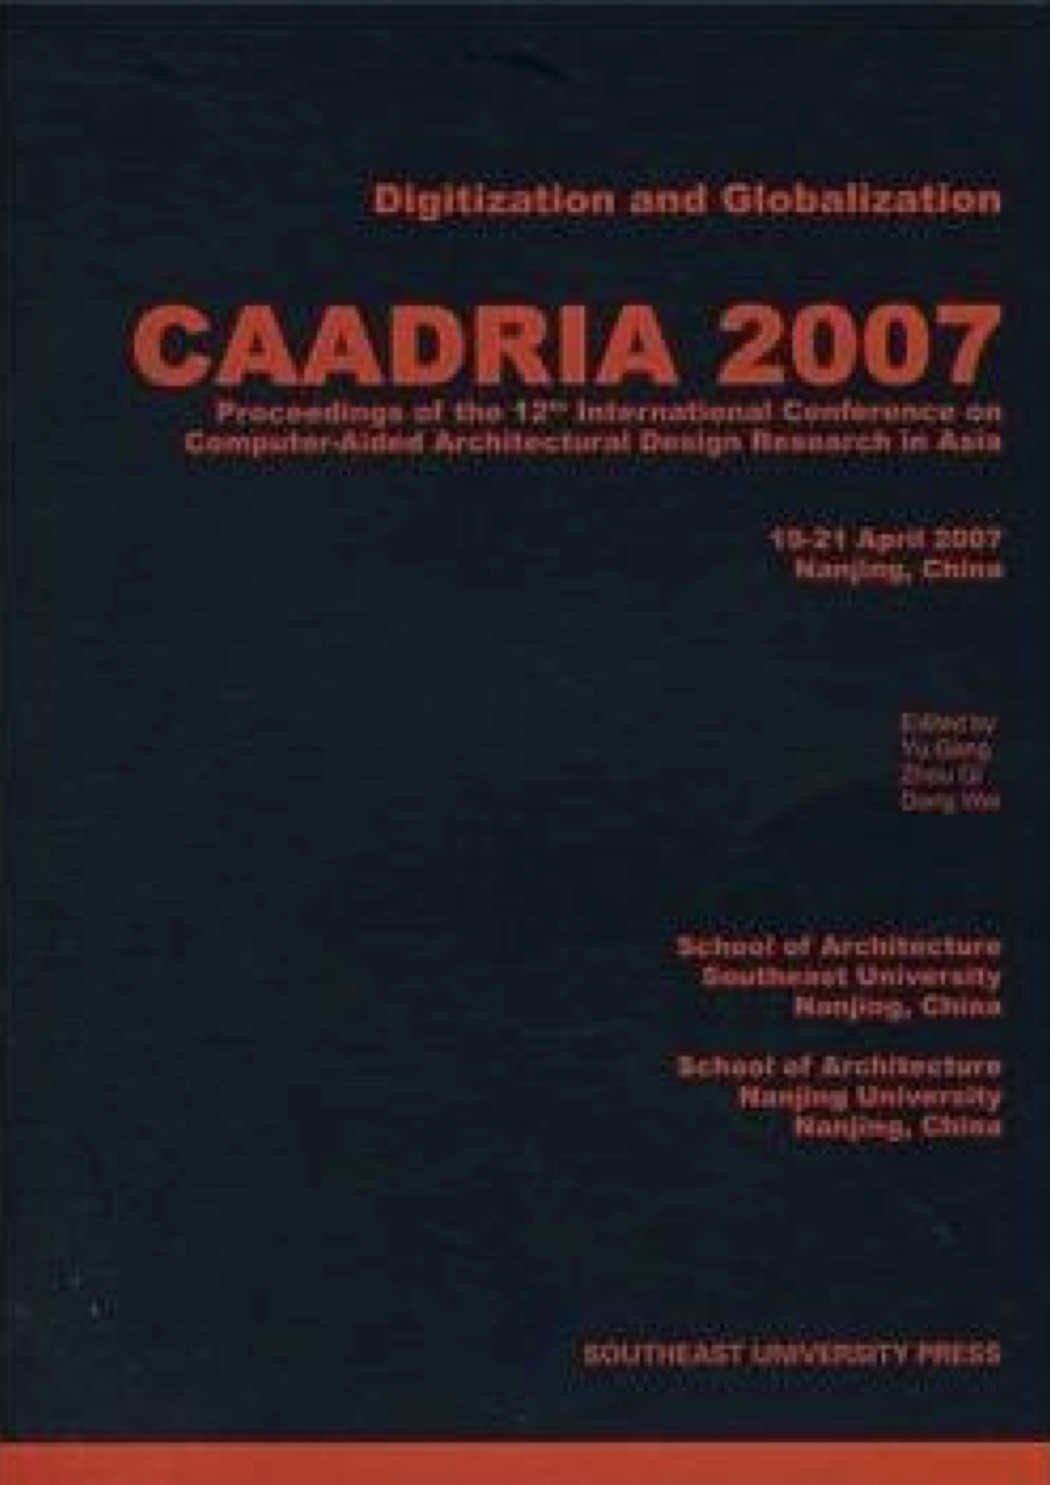 Digitization and Globalization
CAADRIA 2007
Proceedings of the 12th International Conference on
Computer-Aided Architectural Design Research in Asia
19-21 April 2007
Nanjing, China
Edited by
Yu Gang
Zhou Qi
Dong Wei
School of Architecture
Southeast University
Nanjing, China
School of Architecture
Nanjing University
Nanjing, China
SOUTHEAST UNIVERSITY PRESS